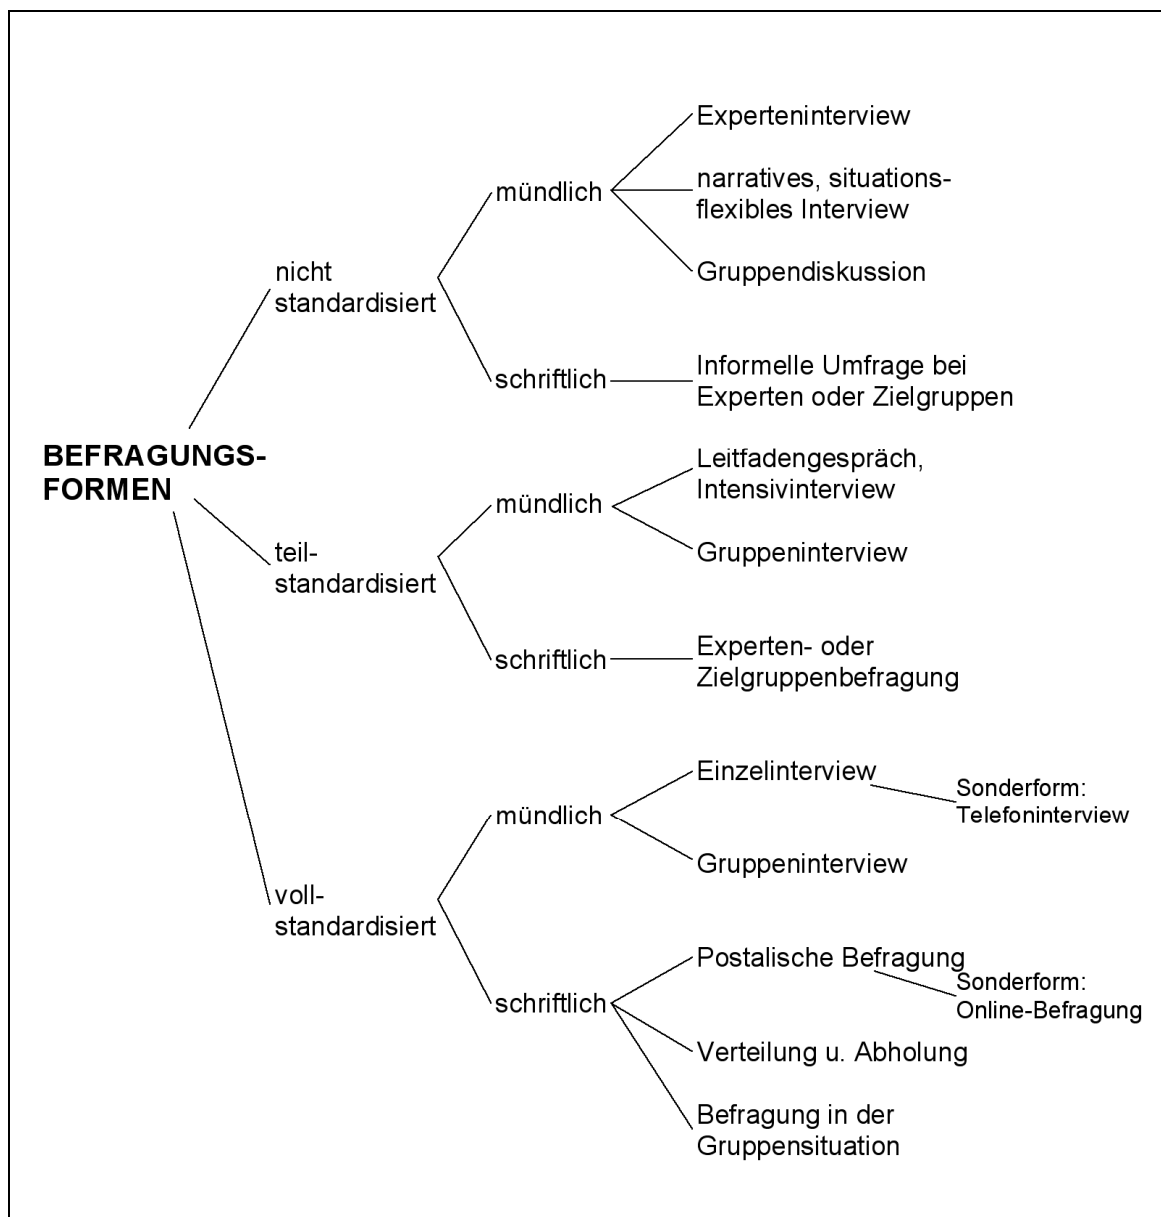 BEFRAGUNGS-
FORMEN
nicht
standardisiert
mündlich
Experteninterview
narratives, situations-
flexibles Interview
Gruppendiskussion
schriftlich
Informelle Umfrage bei
Experten oder Zielgruppen
teil-
standardisiert
mündlich
Leitfadengespräch,
Intensivinterview
Gruppeninterview
schriftlich
Experten- oder
Zielgruppenbefragung
voll-
standardisiert
mündlich
Einzelinterview
Sonderform:
Telefoninterview
Gruppeninterview
schriftlich
Postalische Befragung
Sonderform:
Online-Befragung
Verteilung u. Abholung
Befragung in der
Gruppensituation